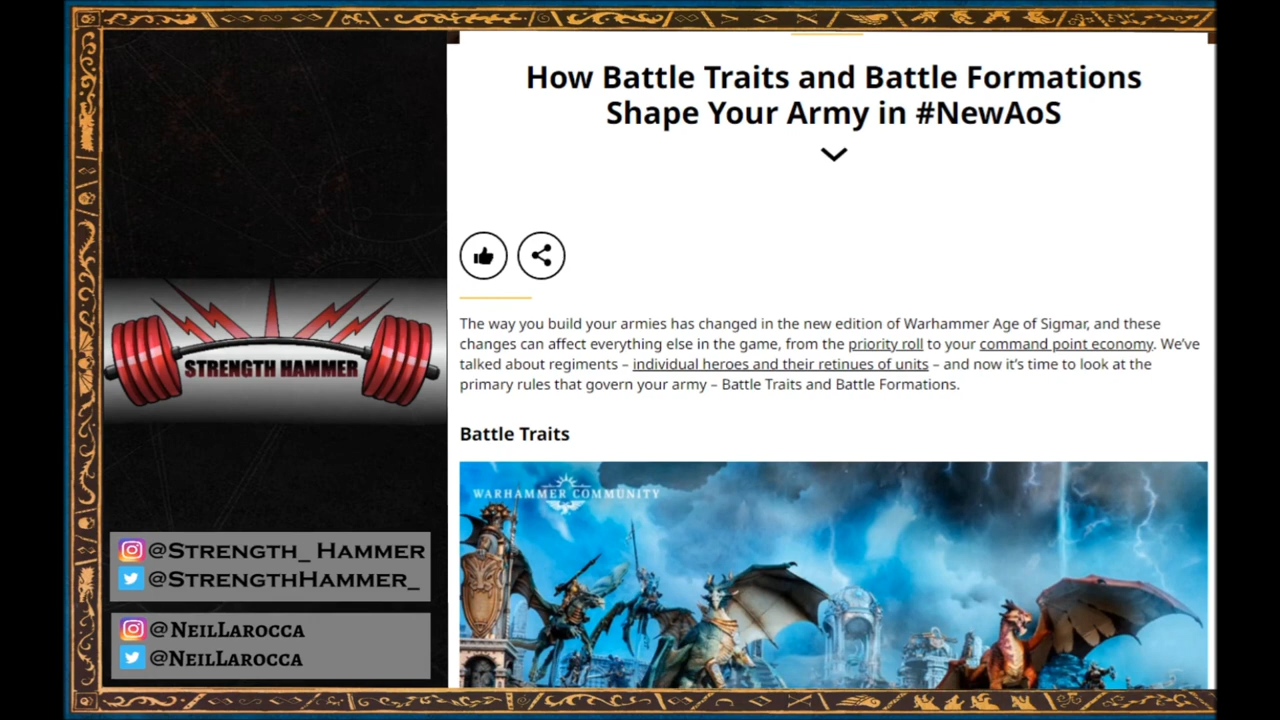 How Battle Traits and Battle Formations
Shape Your Army in #NewAoS
The way you build your armies has changed in the new edition of Warhammer Age of Sigmar, and these
changes can affect everything else in the game, from the priority roll to your command point economy. We've
talked about regiments – individual heroes and their retinues of units – and now it's time to look at the
primary rules that govern your army – Battle Traits and Battle Formations.
Battle Traits
WARHAMMER COMMUNITY
STRENGTH HAMMER
@STRENGTH_ HAMMER
@STRENGTHHAMMER_
@NEILLAROCCA
@NEILLAROCCA